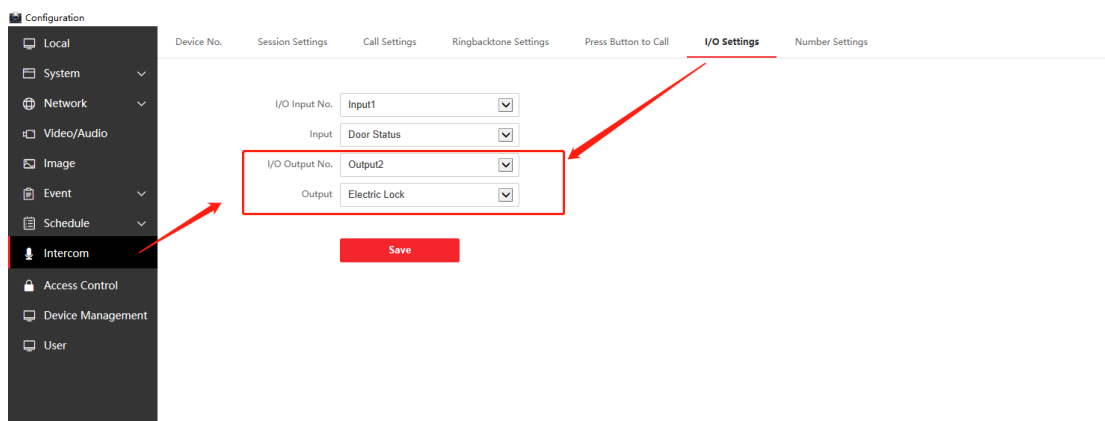 Configuration
Local
System
Network
Video/Audio
Image
Event
Schedule
Intercom
Access Control
Device Management
User
Device No. Session Settings Call Settings Ringbacktone Settings Press Button to Call I/O Settings Number Settings
I/O Input No. Input1
Input Door Status
I/O Output No. Output2
Output Electric Lock
Save